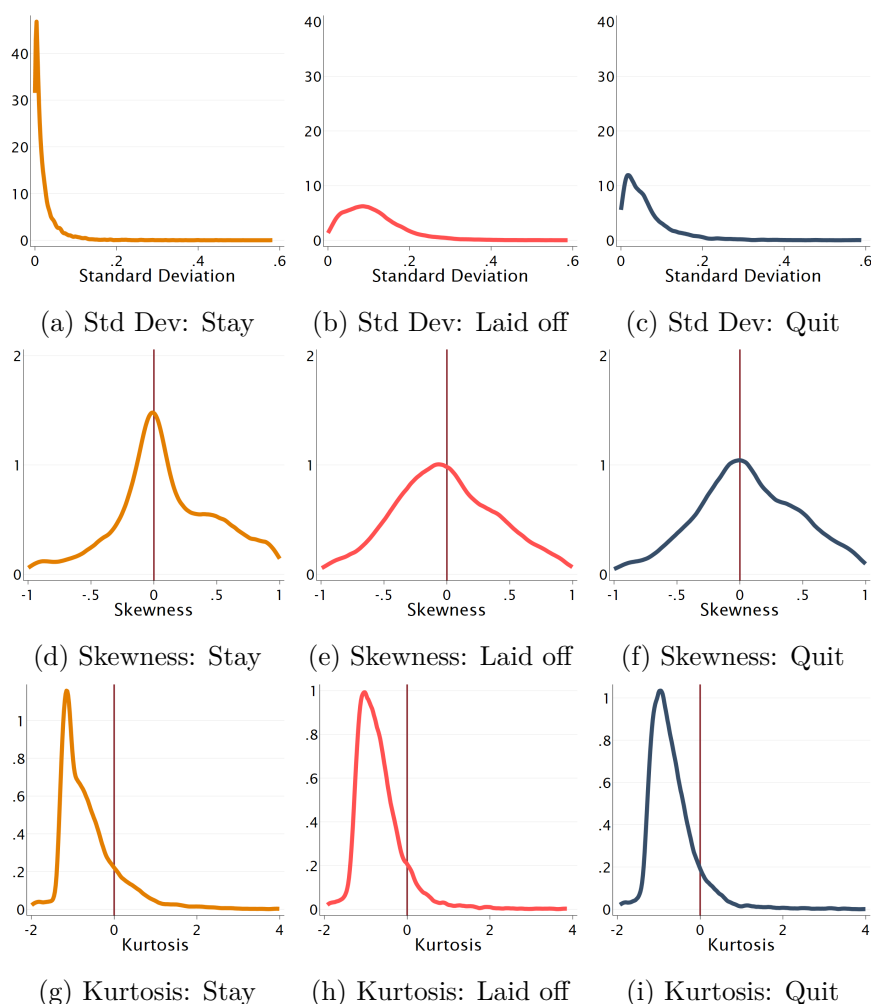 40
30
20
10
0
0 .2 .4 .6
Standard Deviation
(a) Std Dev: Stay
40
30
20
10
0
0 .2 .4 .6
Standard Deviation
(b) Std Dev: Laid off
40
30
20
10
0
0 .2 .4 .6
Standard Deviation
(c) Std Dev: Quit
2
1
0
-1 -.5 0 .5 1
Skewness
(d) Skewness: Stay
2
1
0
-1 -.5 0 .5 1
Skewness
(e) Skewness: Laid off
2
1
0
-1 -.5 0 .5 1
Skewness
(f) Skewness: Quit
1
.8
.6
.4
.2
0
-2 0 2 4
Kurtosis
(g) Kurtosis: Stay
1
.8
.6
.4
.2
0
-2 0 2 4
Kurtosis
(h) Kurtosis: Laid off
1
.8
.6
.4
.2
0
-2 0 2 4
Kurtosis
(i) Kurtosis: Quit